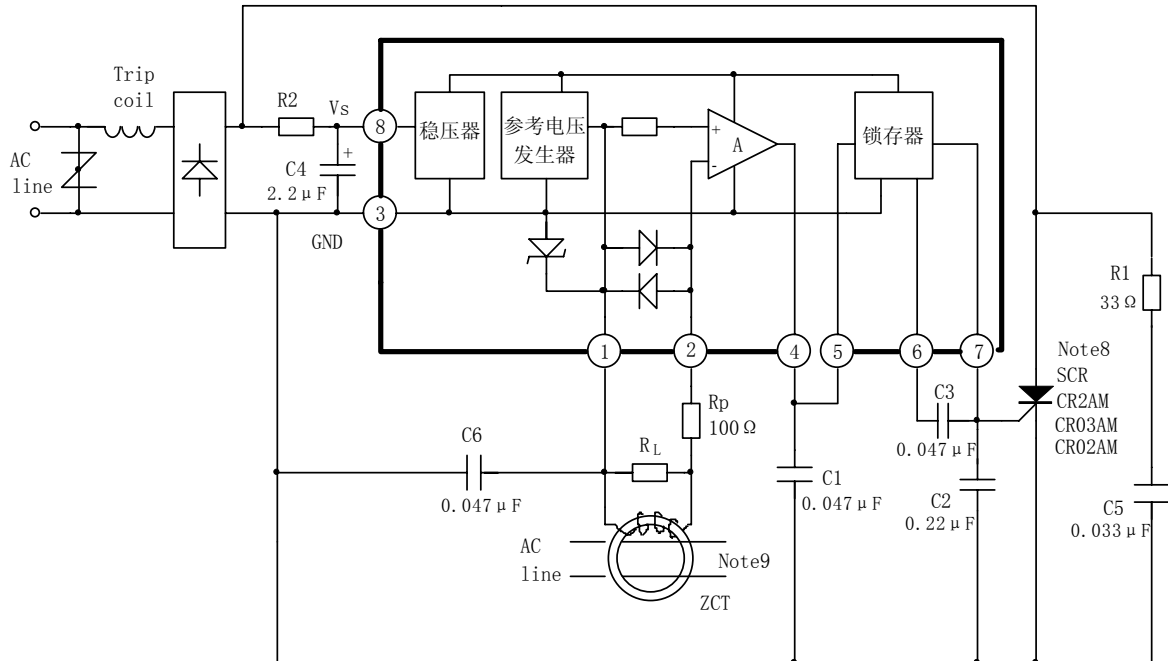 Trip
coil
R2
Vs
8
稳压器
参考电压
发生器
+
-
A
锁存器
AC
line
+
C4
2.2μF
3
GND
R1
33Ω
1
2
4
5
6
7
Note8
SCR
CR2AM
CR03AM
CR02AM
Rp
100Ω
C3
0.047μF
C6
0.047μF
RL
C1
0.047μF
C2
0.22μF
C5
0.033μF
AC
line
Note9
ZCT